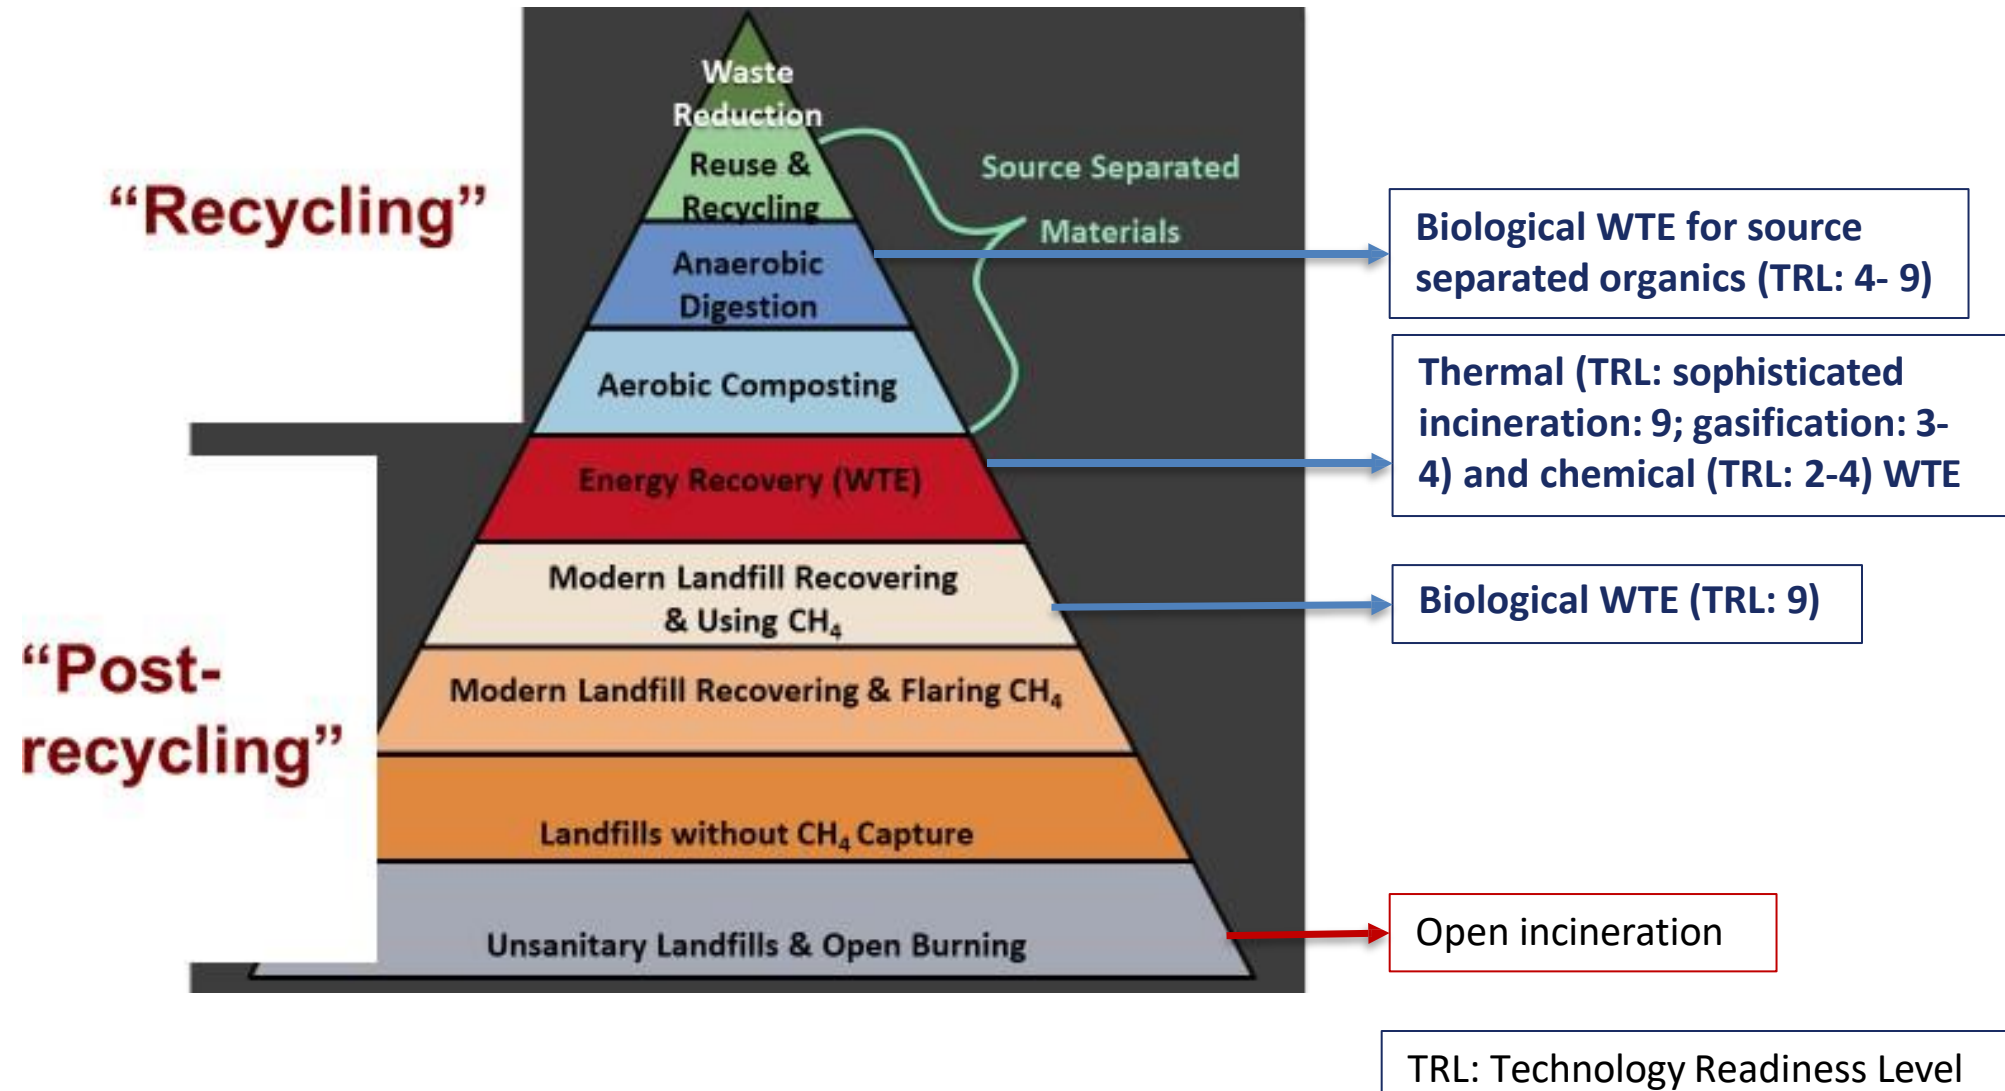 Waste
Reduction
Reuse &
Recycling
Source Separated
Materials
“Recycling”
Anaerobic
Digestion
Aerobic Composting
Energy Recovery (WTE)
Modern Landfill Recovering
& Using CH₄
Modern Landfill Recovering & Flaring CH₄
“Post-
recycling”
Landfills without CH₄ Capture
Unsanitary Landfills & Open Burning
Biological WTE for source
separated organics (TRL: 4- 9)
Thermal (TRL: sophisticated
incineration: 9; gasification: 3-
4) and chemical (TRL: 2-4) WTE
Biological WTE (TRL: 9)
Open incineration
TRL: Technology Readiness Level